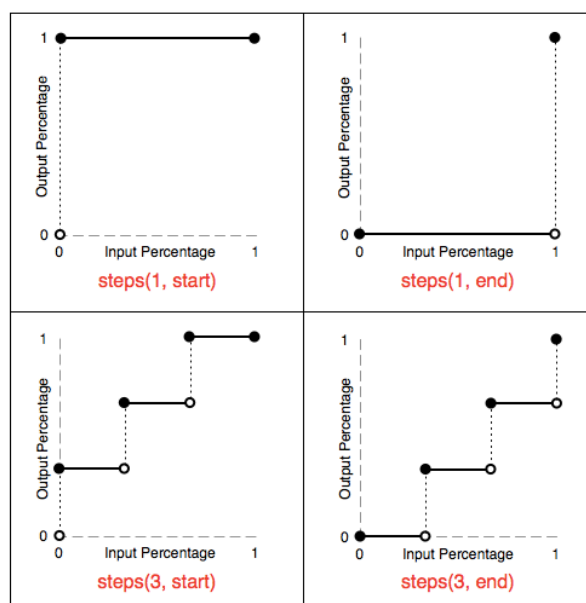 1
Output Percentage
0
0 Input Percentage 1
steps(1, start)
1
Output Percentage
0
0 Input Percentage 1
steps(1, end)
1
Output Percentage
0
0 Input Percentage 1
steps(3, start)
1
Output Percentage
0
0 Input Percentage 1
steps(3, end)